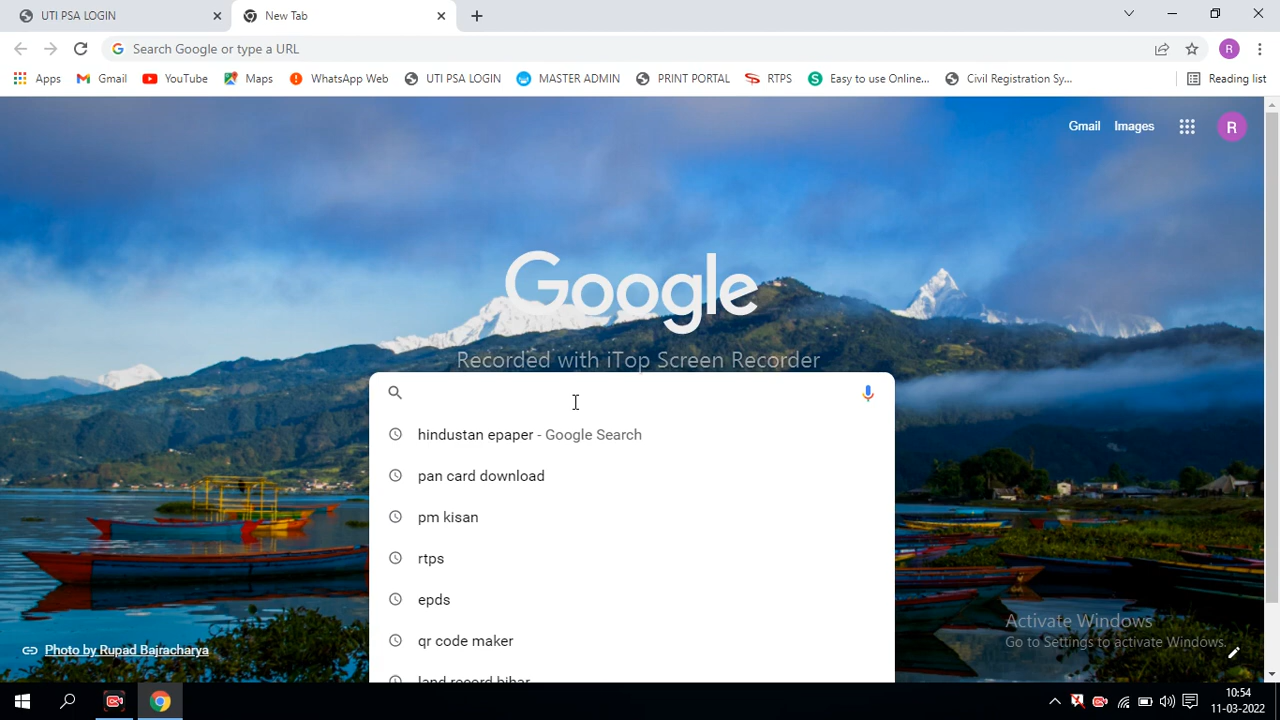 UTI PSA LOGIN
New Tab
Search Google or type a URL
R
Apps
Gmail
YouTube
Maps
WhatsApp Web
UTI PSA LOGIN
MASTER ADMIN
PRINT PORTAL
RTPS
Easy to use Online...
Civil Registration Sy...
Reading list
Gmail
Images
R
Google
Recorded with iTop Screen Recorder
hindustan epaper - Google Search
pan card download
pm kisan
rtps
epds
qr code maker
land record bihar
Activate Windows
Go to Settings to activate Windows.
Photo by Rupad Bajracharya
10:54
11-03-2022